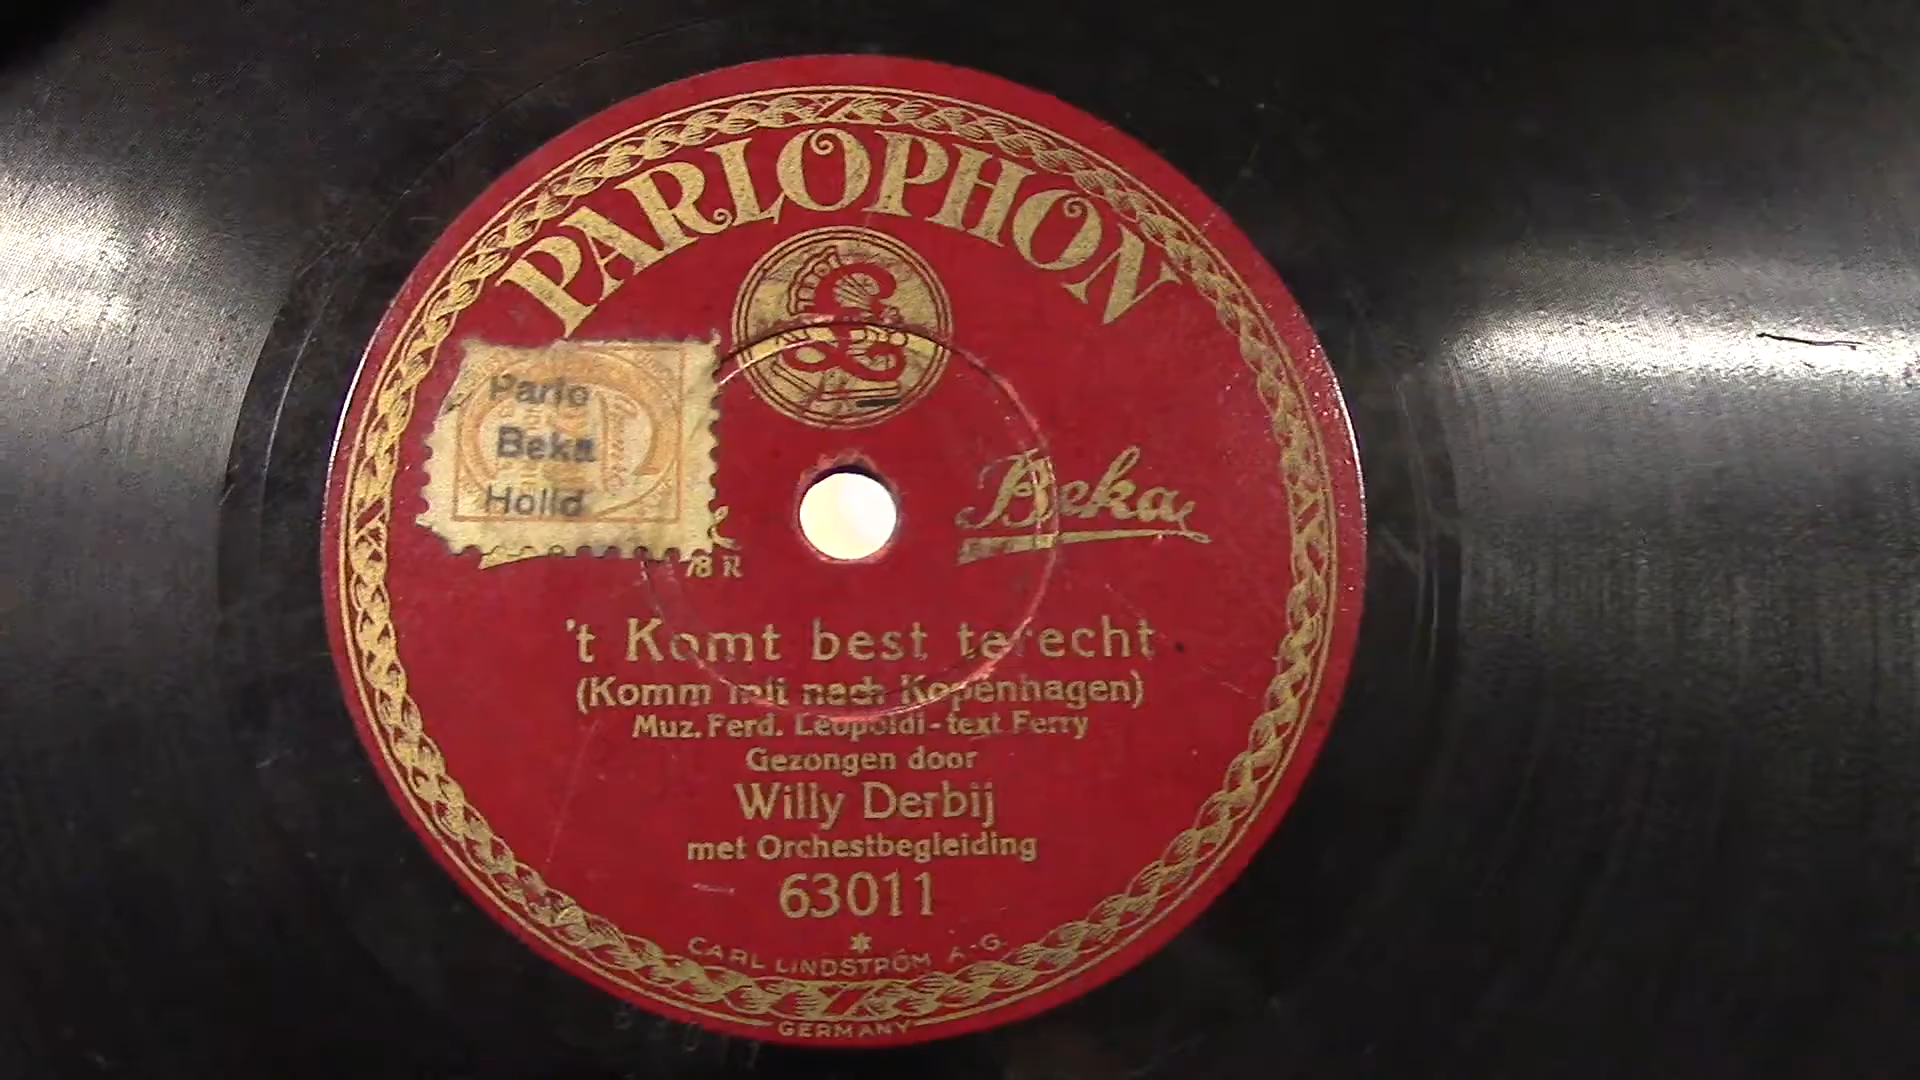 PARLOPHON
Parlo
Beka
Holld
Beka
78 R
't Komt best terecht
(Komm mit nach Kopenhagen)
Muz. Ferd. Leopoldi - text Ferry
Gezongen door
Willy Derbij
met Orchestbegleiding
63011
CARL LINDSTRÖM A.-G.
GERMANY